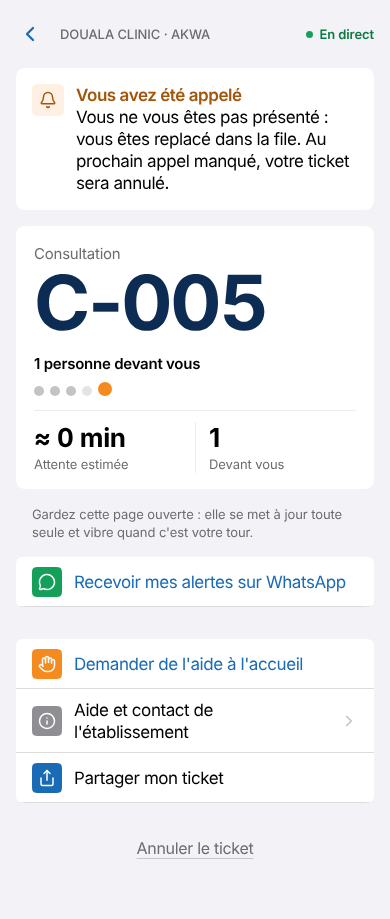 DOUALA CLINIC · AKWA
En direct
Vous avez été appelé
Vous ne vous êtes pas présenté :
vous êtes replacé dans la file. Au
prochain appel manqué, votre ticket
sera annulé.
Consultation
C-005
1 personne devant vous
≈ 0 min
Attente estimée
1
Devant vous
Gardez cette page ouverte : elle se met à jour toute
seule et vibre quand c'est votre tour.
Recevoir mes alertes sur WhatsApp
Demander de l'aide à l'accueil
Aide et contact de
l'établissement
Partager mon ticket
Annuler le ticket